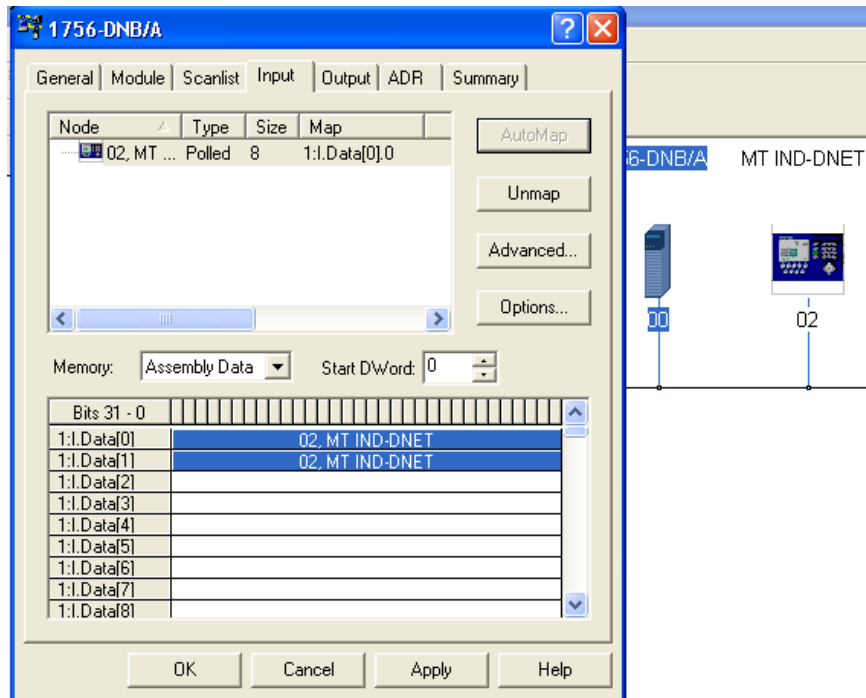 1756-DNB/A
General Module Scanlist Input Output ADR Summary
Node Type Size Map
02, MT ... Polled 8 1:I.Data[0].0
AutoMap
Unmap
Advanced...
Options...
Memory: Assembly Data Start DWord: 0
Bits 31 - 0
1:I.Data[0] 02, MT IND-DNET
1:I.Data[1] 02, MT IND-DNET
1:I.Data[2]
1:I.Data[3]
1:I.Data[4]
1:I.Data[5]
1:I.Data[6]
1:I.Data[7]
1:I.Data[8]
OK Cancel Apply Help
6-DNB/A MT IND-DNET
00 02